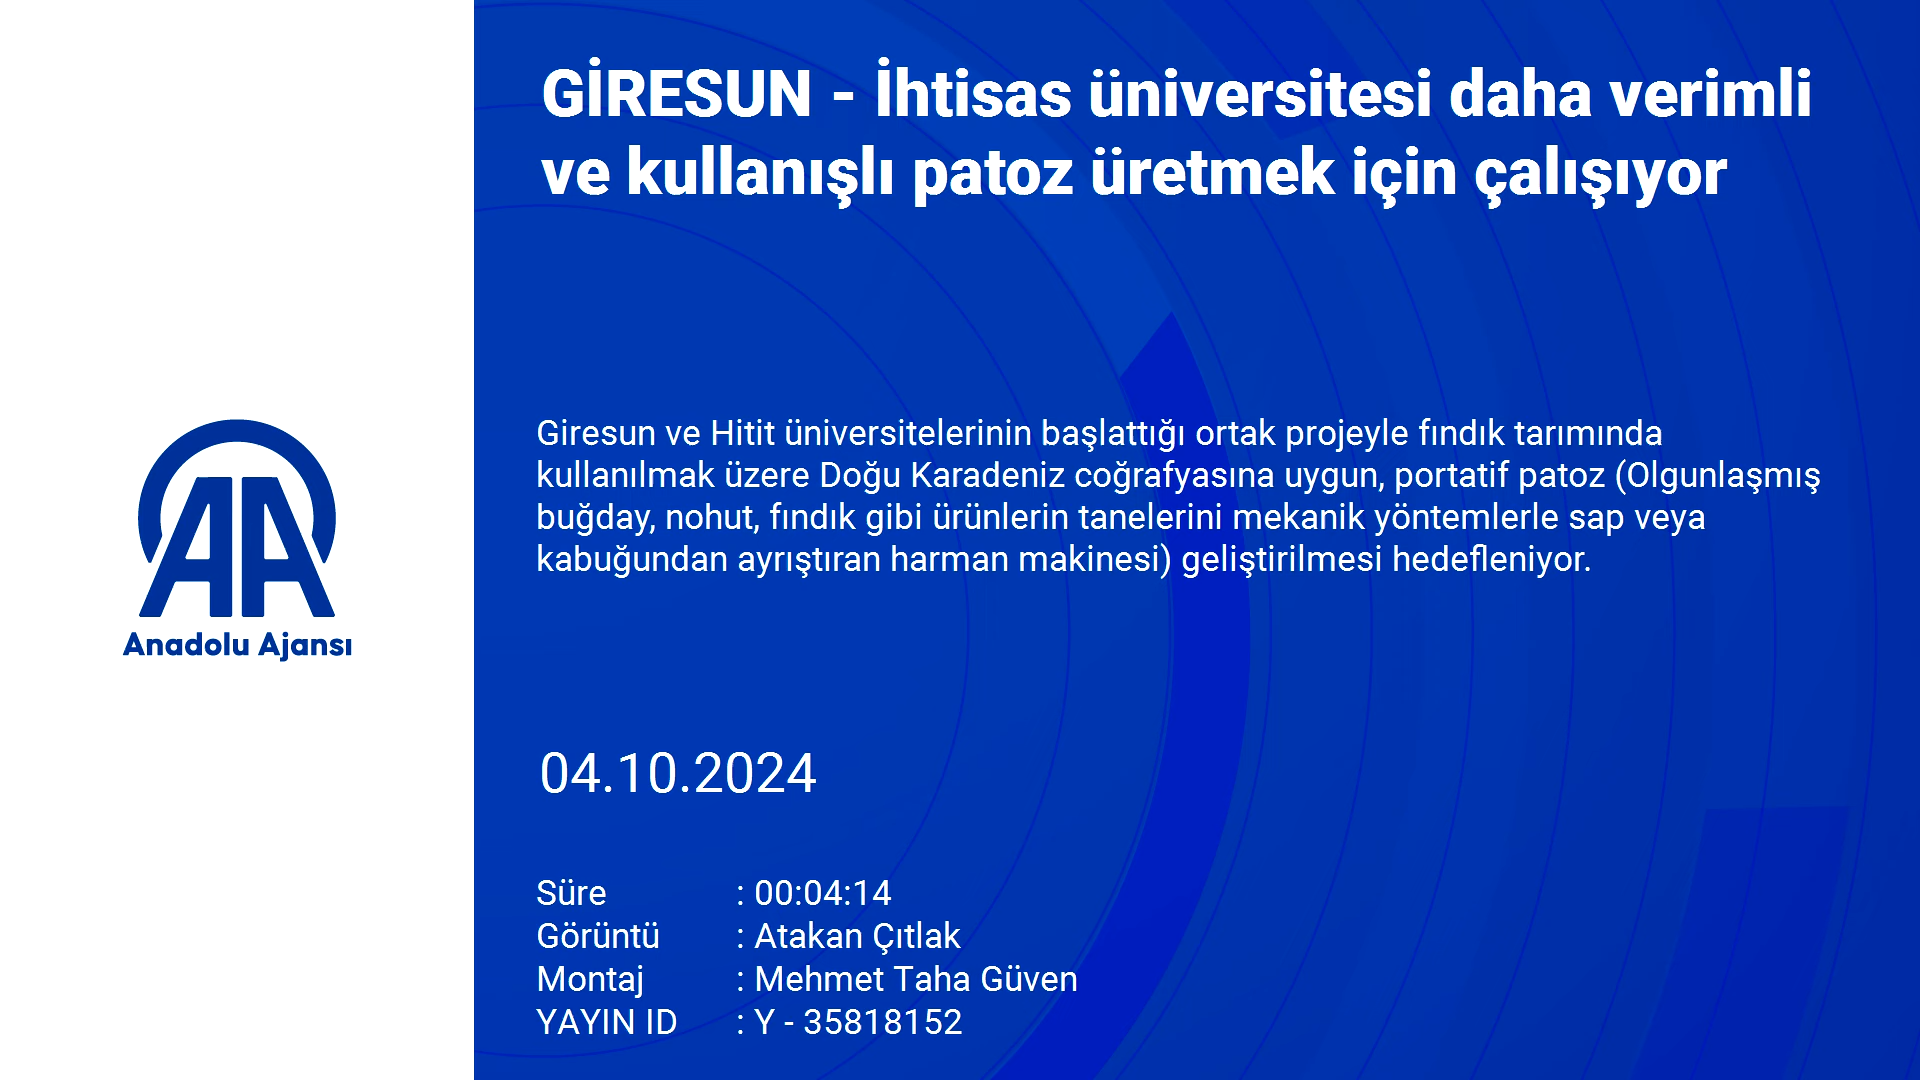 GİRESUN - İhtisas üniversitesi daha verimli
ve kullanışlı patoz üretmek için çalışıyor
Giresun ve Hitit üniversitelerinin başlattığı ortak projeyle fındık tarımında
kullanılmak üzere Doğu Karadeniz coğrafyasına uygun, portatif patoz (Olgunlaşmış
buğday, nohut, fındık gibi ürünlerin tanelerini mekanik yöntemlerle sap veya
kabuğundan ayrıştıran harman makinesi) geliştirilmesi hedefleniyor.
AA
Anadolu Ajansı
04.10.2024
Süre : 00:04:14
Görüntü : Atakan Çıtlak
Montaj : Mehmet Taha Güven
YAYIN ID : Y - 35818152